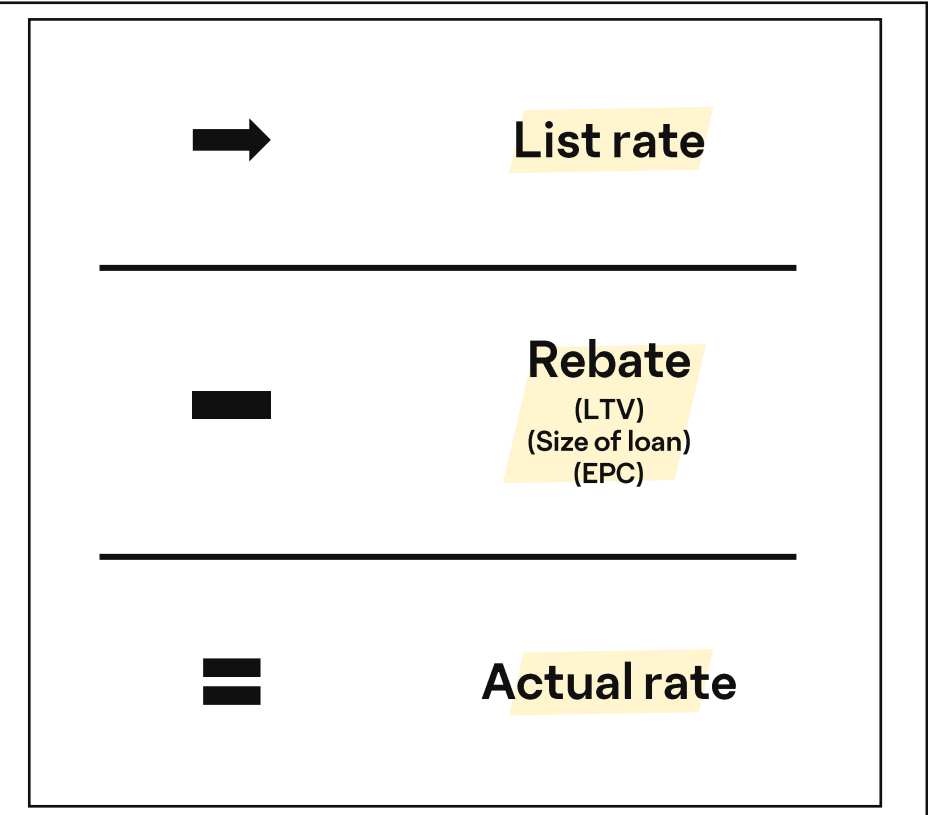 List rate
Rebate
(LTV)
(Size of loan)
(EPC)
Actual rate